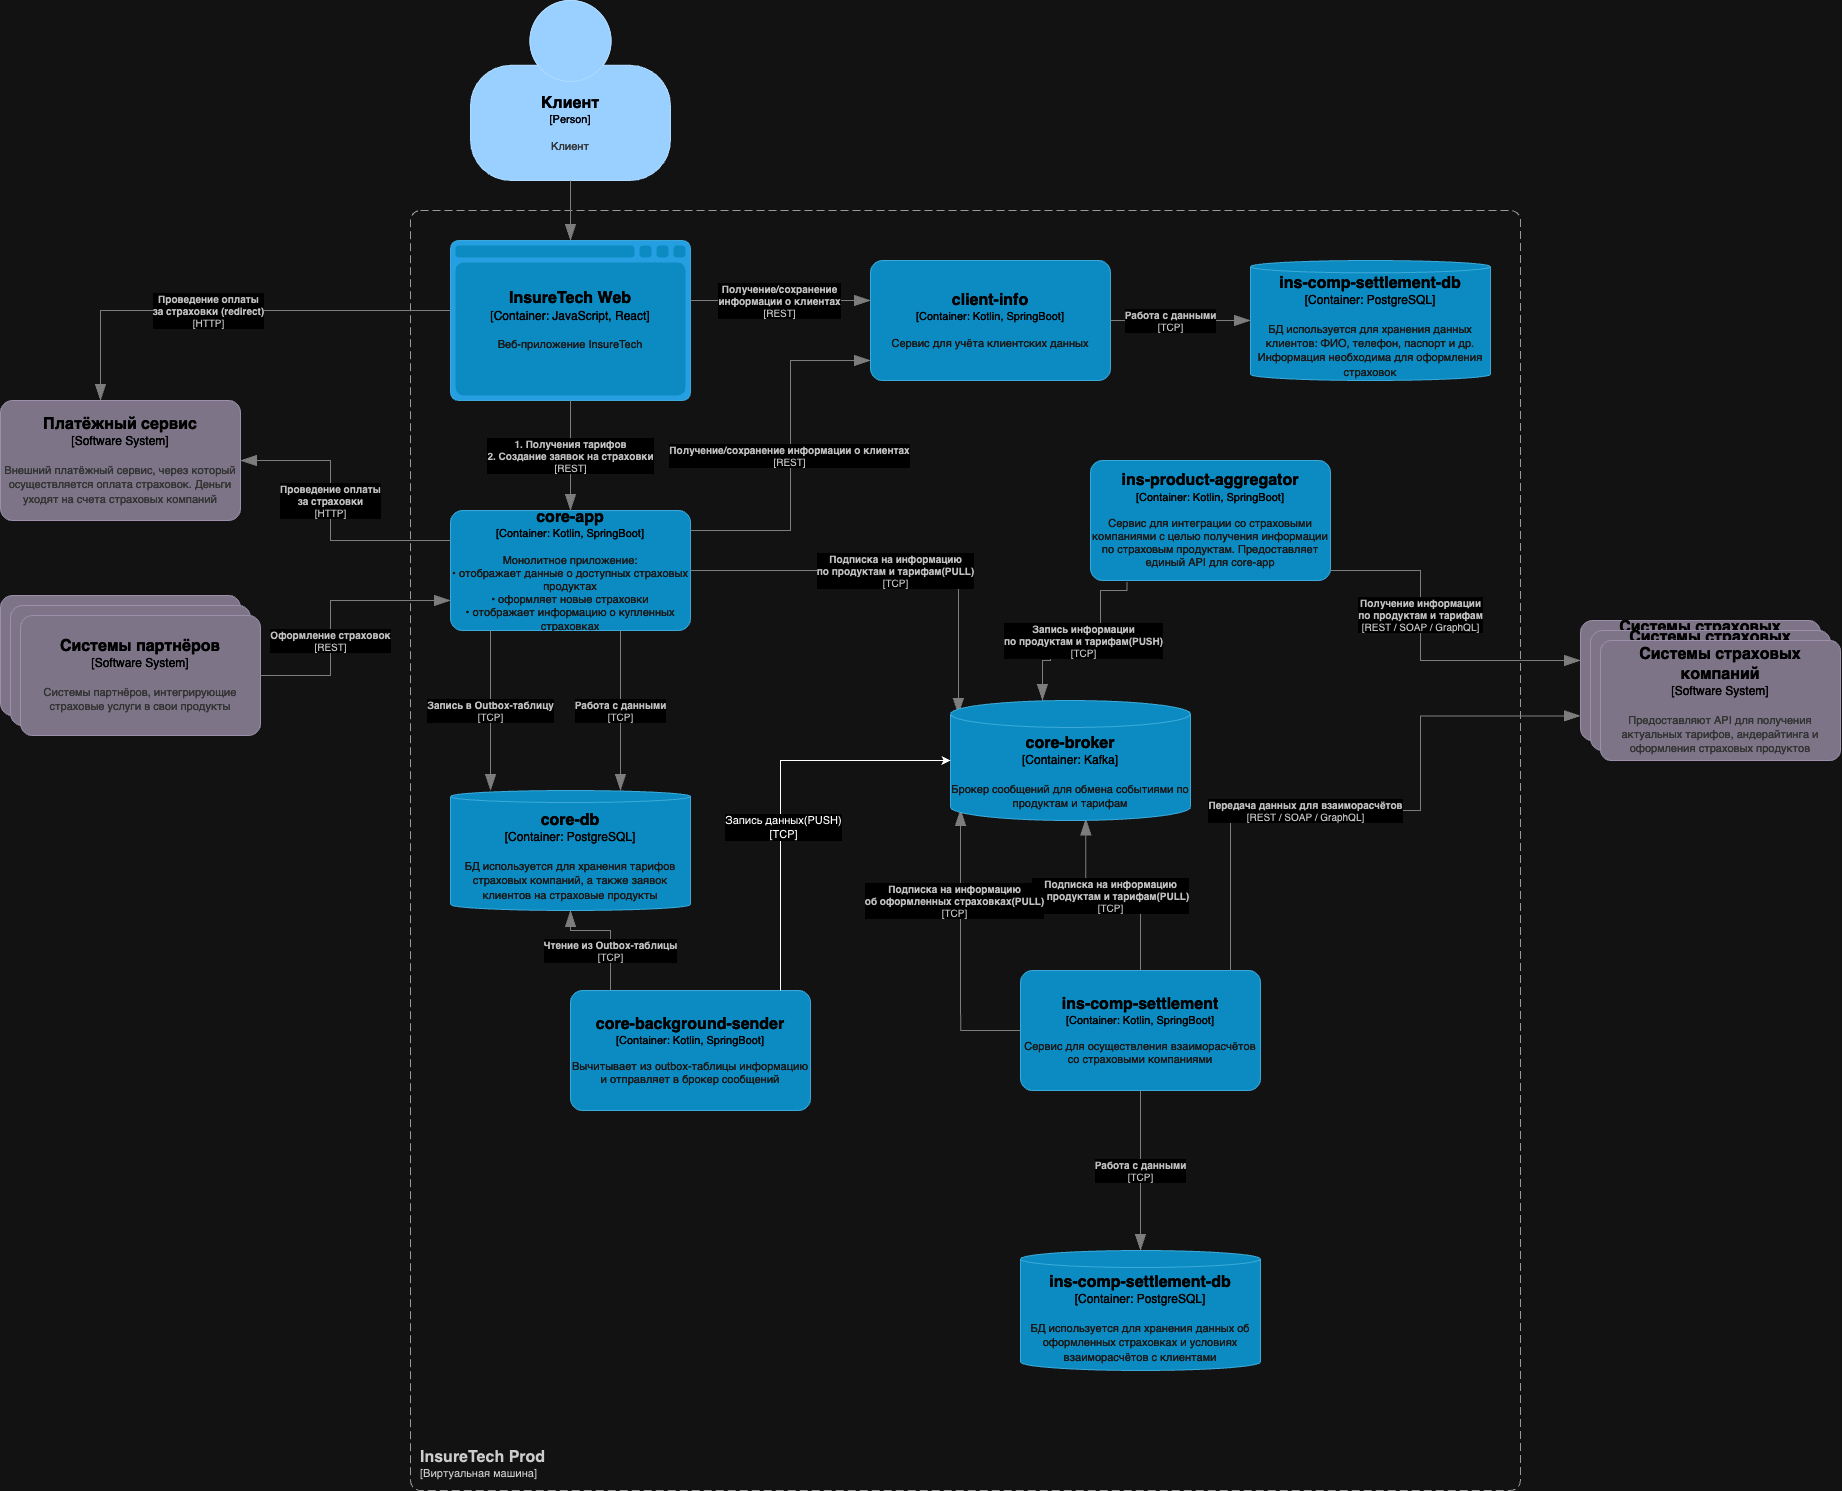 Клиент
[Person]
Клиент
InsureTech Web
[Container: JavaScript, React]
Веб-приложение InsureTech
Получение/сохранение
информации о клиентах
[REST]
client-info
[Container: Kotlin, SpringBoot]
Сервис для учёта клиентских данных
Работа с данными
[TCP]
ins-comp-settlement-db
[Container: PostgreSQL]
БД используется для хранения данных
клиентов: ФИО, телефон, паспорт и др.
Информация необходима для оформления
страховок
Проведение оплаты
за страховки (redirect)
[HTTP]
Платёжный сервис
[Software System]
Внешний платёжный сервис, через который
осуществляется оплата страховок. Деньги
уходят на счета страховых компаний
1. Получения тарифов
2. Создание заявок на страховки
[REST]
Получение/сохранение информации о клиентах
[REST]
Проведение оплаты
за страховки
[HTTP]
core-app
[Container: Kotlin, SpringBoot]
Монолитное приложение:
• отображает данные о доступных страховых
продуктах
• оформляет новые страховки
• отображает информацию о купленных
страховках
Подписка на информацию
по продуктам и тарифам(PULL)
[TCP]
ins-product-aggregator
[Container: Kotlin, SpringBoot]
Сервис для интеграции со страховыми
компаниями с целью получения информации
по страховым продуктам. Предоставляет
единый API для core-app
Получение информации
по продуктам и тарифам
[REST / SOAP / GraphQL]
Запись информации
по продуктам и тарифам(PUSH)
[TCP]
Системы партнёров
[Software System]
Системы партнёров, интегрирующие
страховые услуги в свои продукты
Оформление страховок
[REST]
Системы страховых
Системы страховых
Системы страховых
компаний
[Software System]
Предоставляют API для получения
актуальных тарифов, андерайтинга и
оформления страховых продуктов
Запись в Outbox-таблицу
[TCP]
Работа с данными
[TCP]
core-broker
[Container: Kafka]
Брокер сообщений для обмена событиями по
продуктам и тарифам
core-db
[Container: PostgreSQL]
БД используется для хранения тарифов
страховых компаний, а также заявок
клиентов на страховые продукты
Запись данных(PUSH)
[TCP]
Передача данных для взаиморасчётов
[REST / SOAP / GraphQL]
Подписка на информацию
об оформленных страховках(PULL)
[TCP]
Подписка на информацию
продуктам и тарифам(PULL)
[TCP]
Чтение из Outbox-таблицы
[TCP]
core-background-sender
[Container: Kotlin, SpringBoot]
Вычитывает из outbox-таблицы информацию
и отправляет в брокер сообщений
ins-comp-settlement
[Container: Kotlin, SpringBoot]
Сервис для осуществления взаиморасчётов
со страховыми компаниями
Работа с данными
[TCP]
ins-comp-settlement-db
[Container: PostgreSQL]
БД используется для хранения данных об
оформленных страховках и условиях
взаиморасчётов с клиентами
InsureTech Prod
[Виртуальная машина]